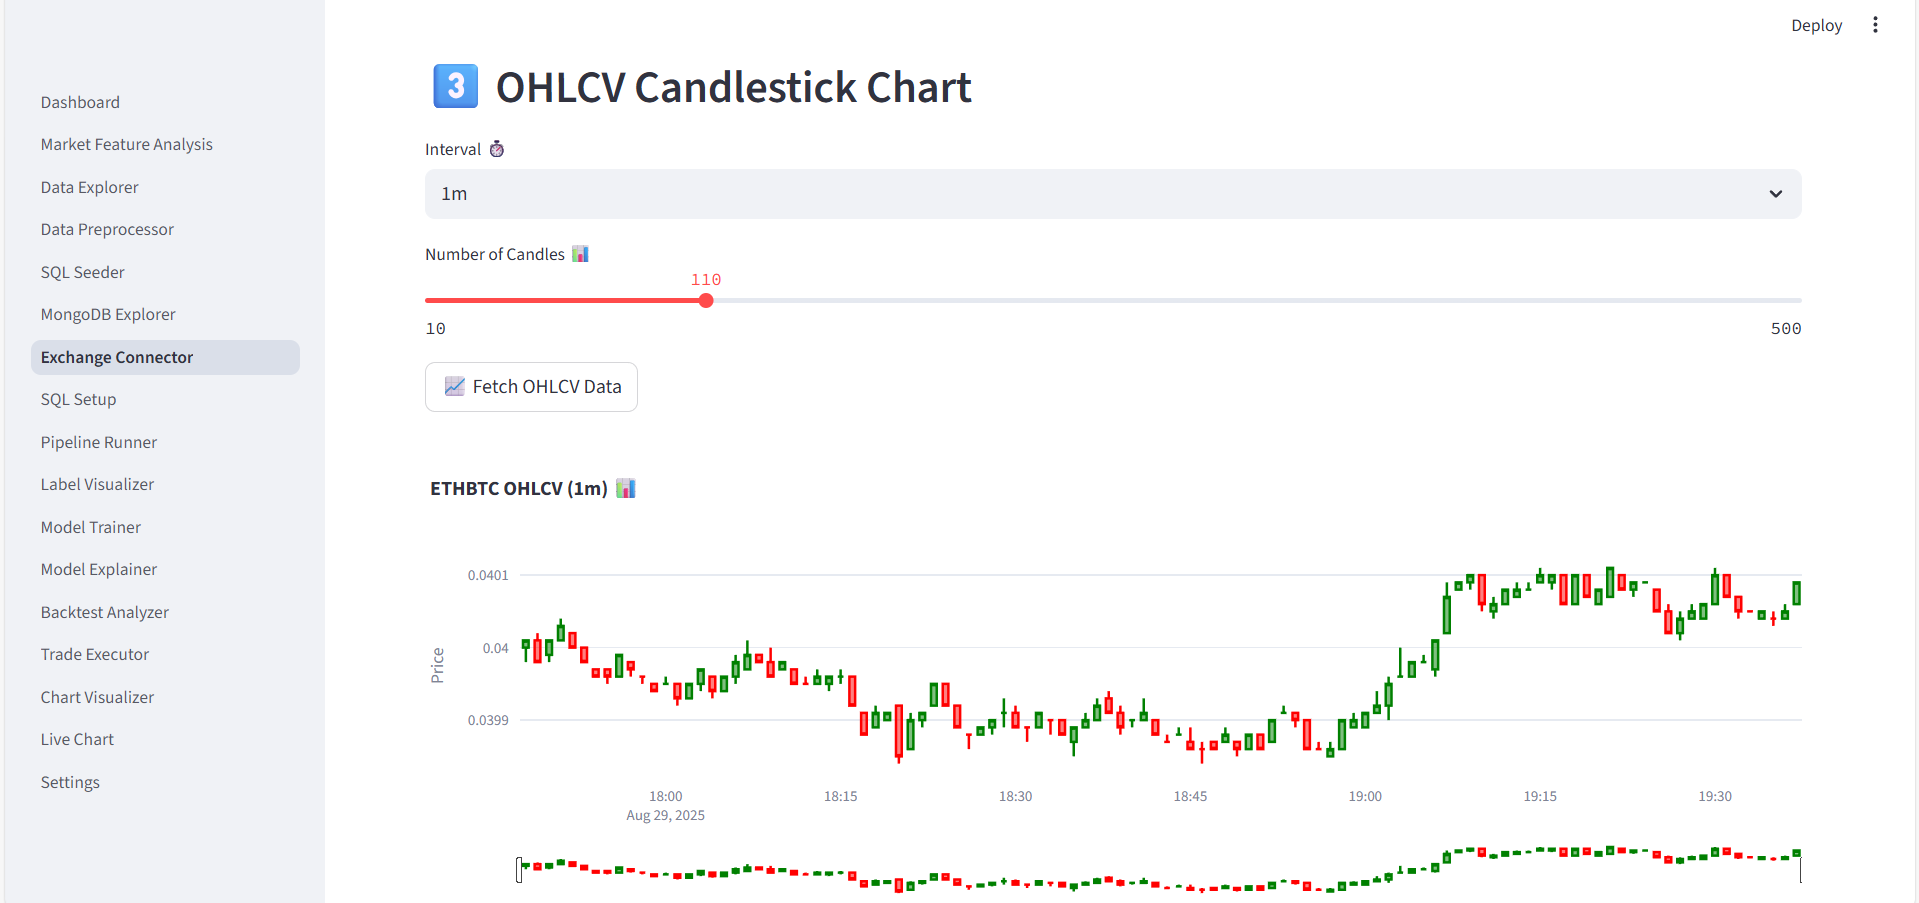 Deploy
Dashboard
Market Feature Analysis
Data Explorer
Data Preprocessor
SQL Seeder
MongoDB Explorer
Exchange Connector
SQL Setup
Pipeline Runner
Label Visualizer
Model Trainer
Model Explainer
Backtest Analyzer
Trade Executor
Chart Visualizer
Live Chart
Settings
3 OHLCV Candlestick Chart
Interval
1m
Number of Candles
110
10 500
Fetch OHLCV Data
ETHBTC OHLCV (1m)
Price
0.0401
0.04
0.0399
18:00 18:15 18:30 18:45 19:00 19:15 19:30
Aug 29, 2025